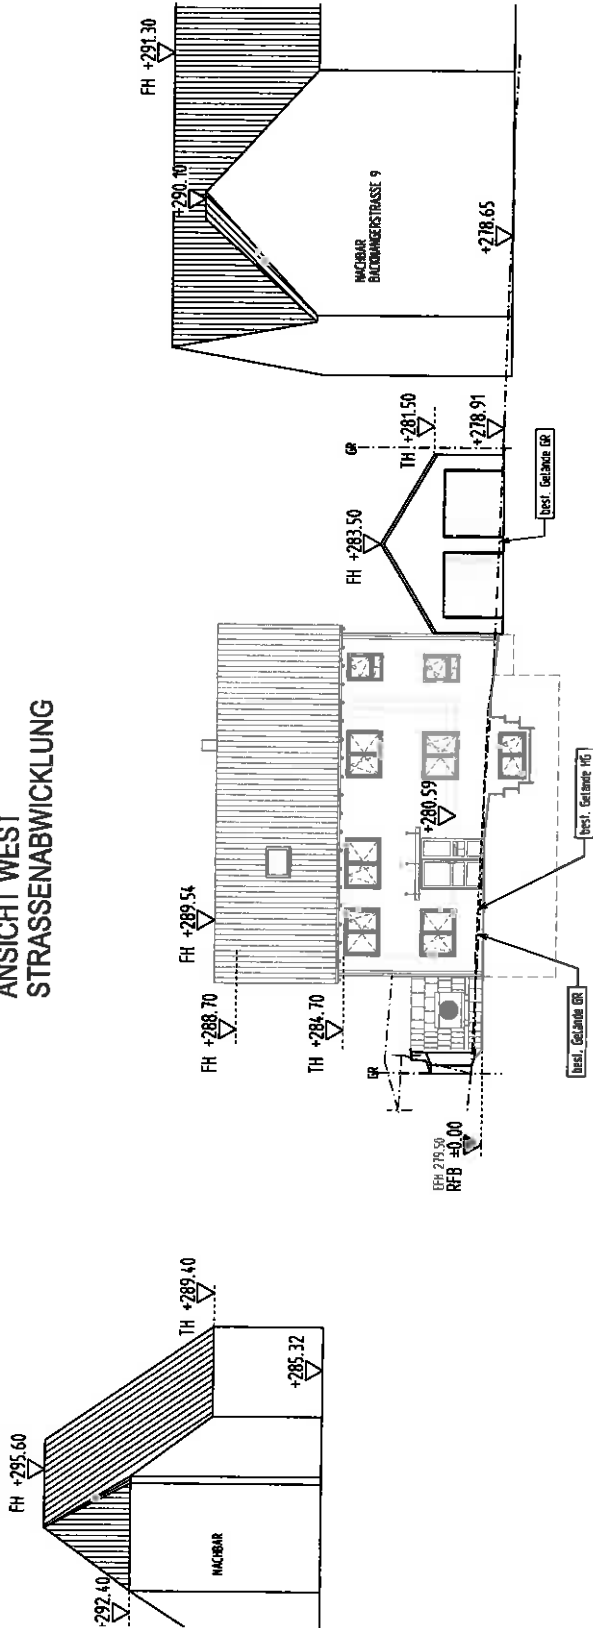 ANSICHT WEST
STRASSENABWICKLUNG
+292.40
FH +295.60
NACHBAR
TH +289.40
+285.32
EFH 279.50
RFB ±0.00
GR
FH +288.70
TH +284.70
FH +289.54
+280.59
best. Gelände GR
best. Gelände HG
FH +283.50
GR
TH +281.50
+278.91
best. Gelände GR
FH +291.30
+290.10
NACHBAR
BACKNANGERSTRASSE 9
+278.65